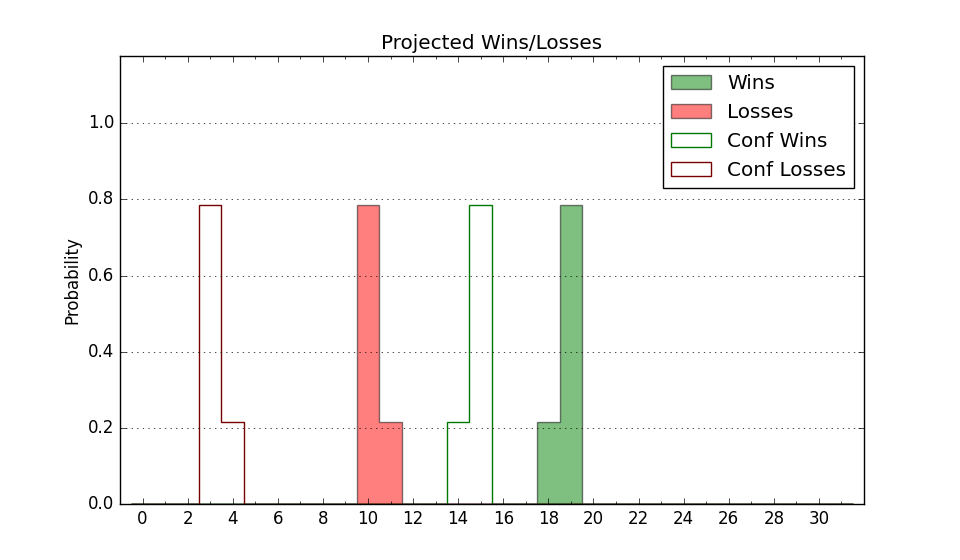 Projected Wins/Losses
Wins
Losses
Conf Wins
Conf Losses
Probability
1.0
0.8
0.6
0.4
0.2
0.0
0 2 4 6 8 10 12 14 16 18 20 22 24 26 28 30